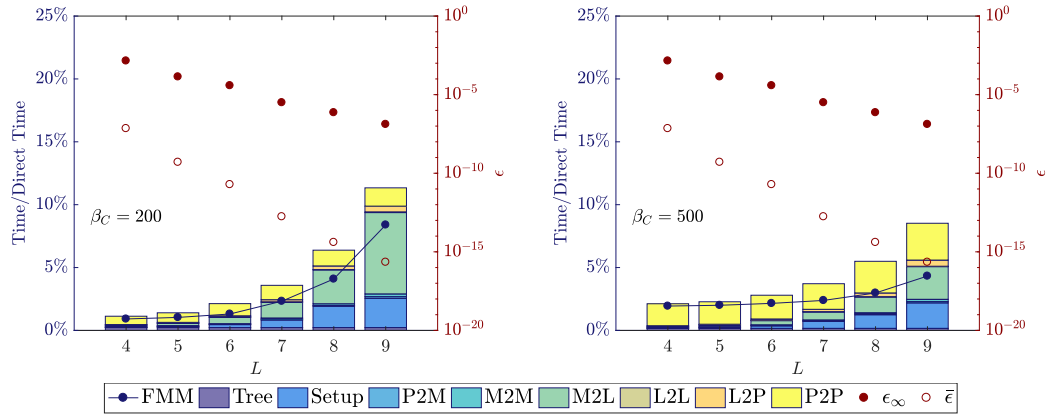 25%
20%
15%
10%
5%
0%
Time/Direct Time
β_C = 200
4 5 6 7 8 9
L
10^0
10^-5
10^-10
10^-15
10^-20
ϵ
25%
20%
15%
10%
5%
0%
Time/Direct Time
β_C = 500
4 5 6 7 8 9
L
10^0
10^-5
10^-10
10^-15
10^-20
ϵ
FMM Tree Setup P2M M2M M2L L2L L2P P2P ϵ_∞ ϵ̄